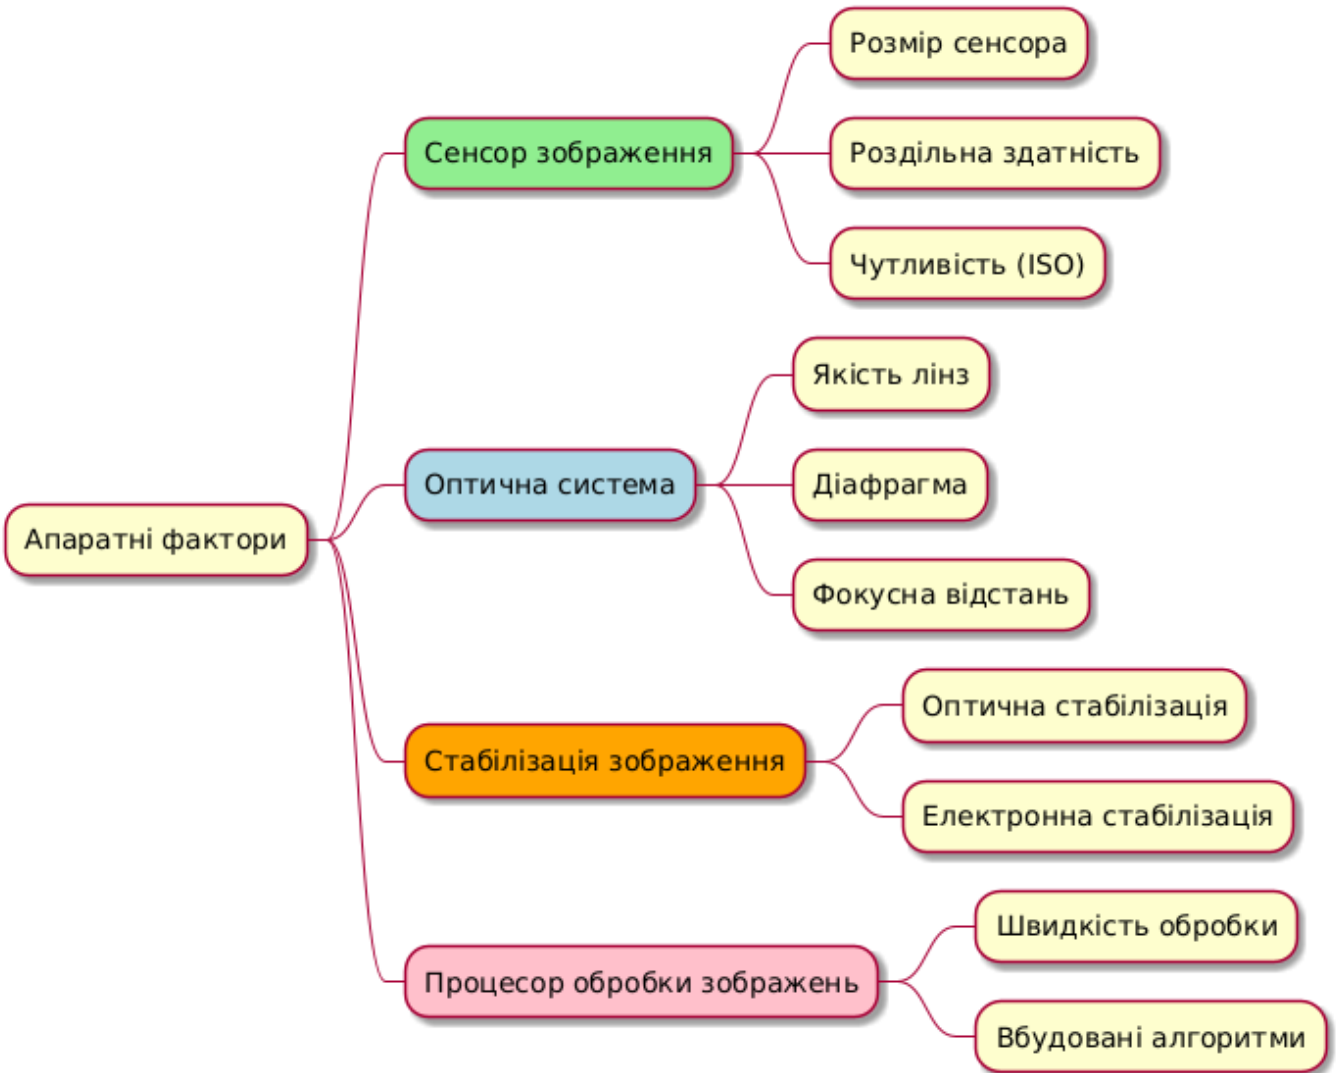 Апаратні фактори
Сенсор зображення
Розмір сенсора
Роздільна здатність
Чутливість (ISO)
Оптична система
Якість лінз
Діафрагма
Фокусна відстань
Стабілізація зображення
Оптична стабілізація
Електронна стабілізація
Процесор обробки зображень
Швидкість обробки
Вбудовані алгоритми